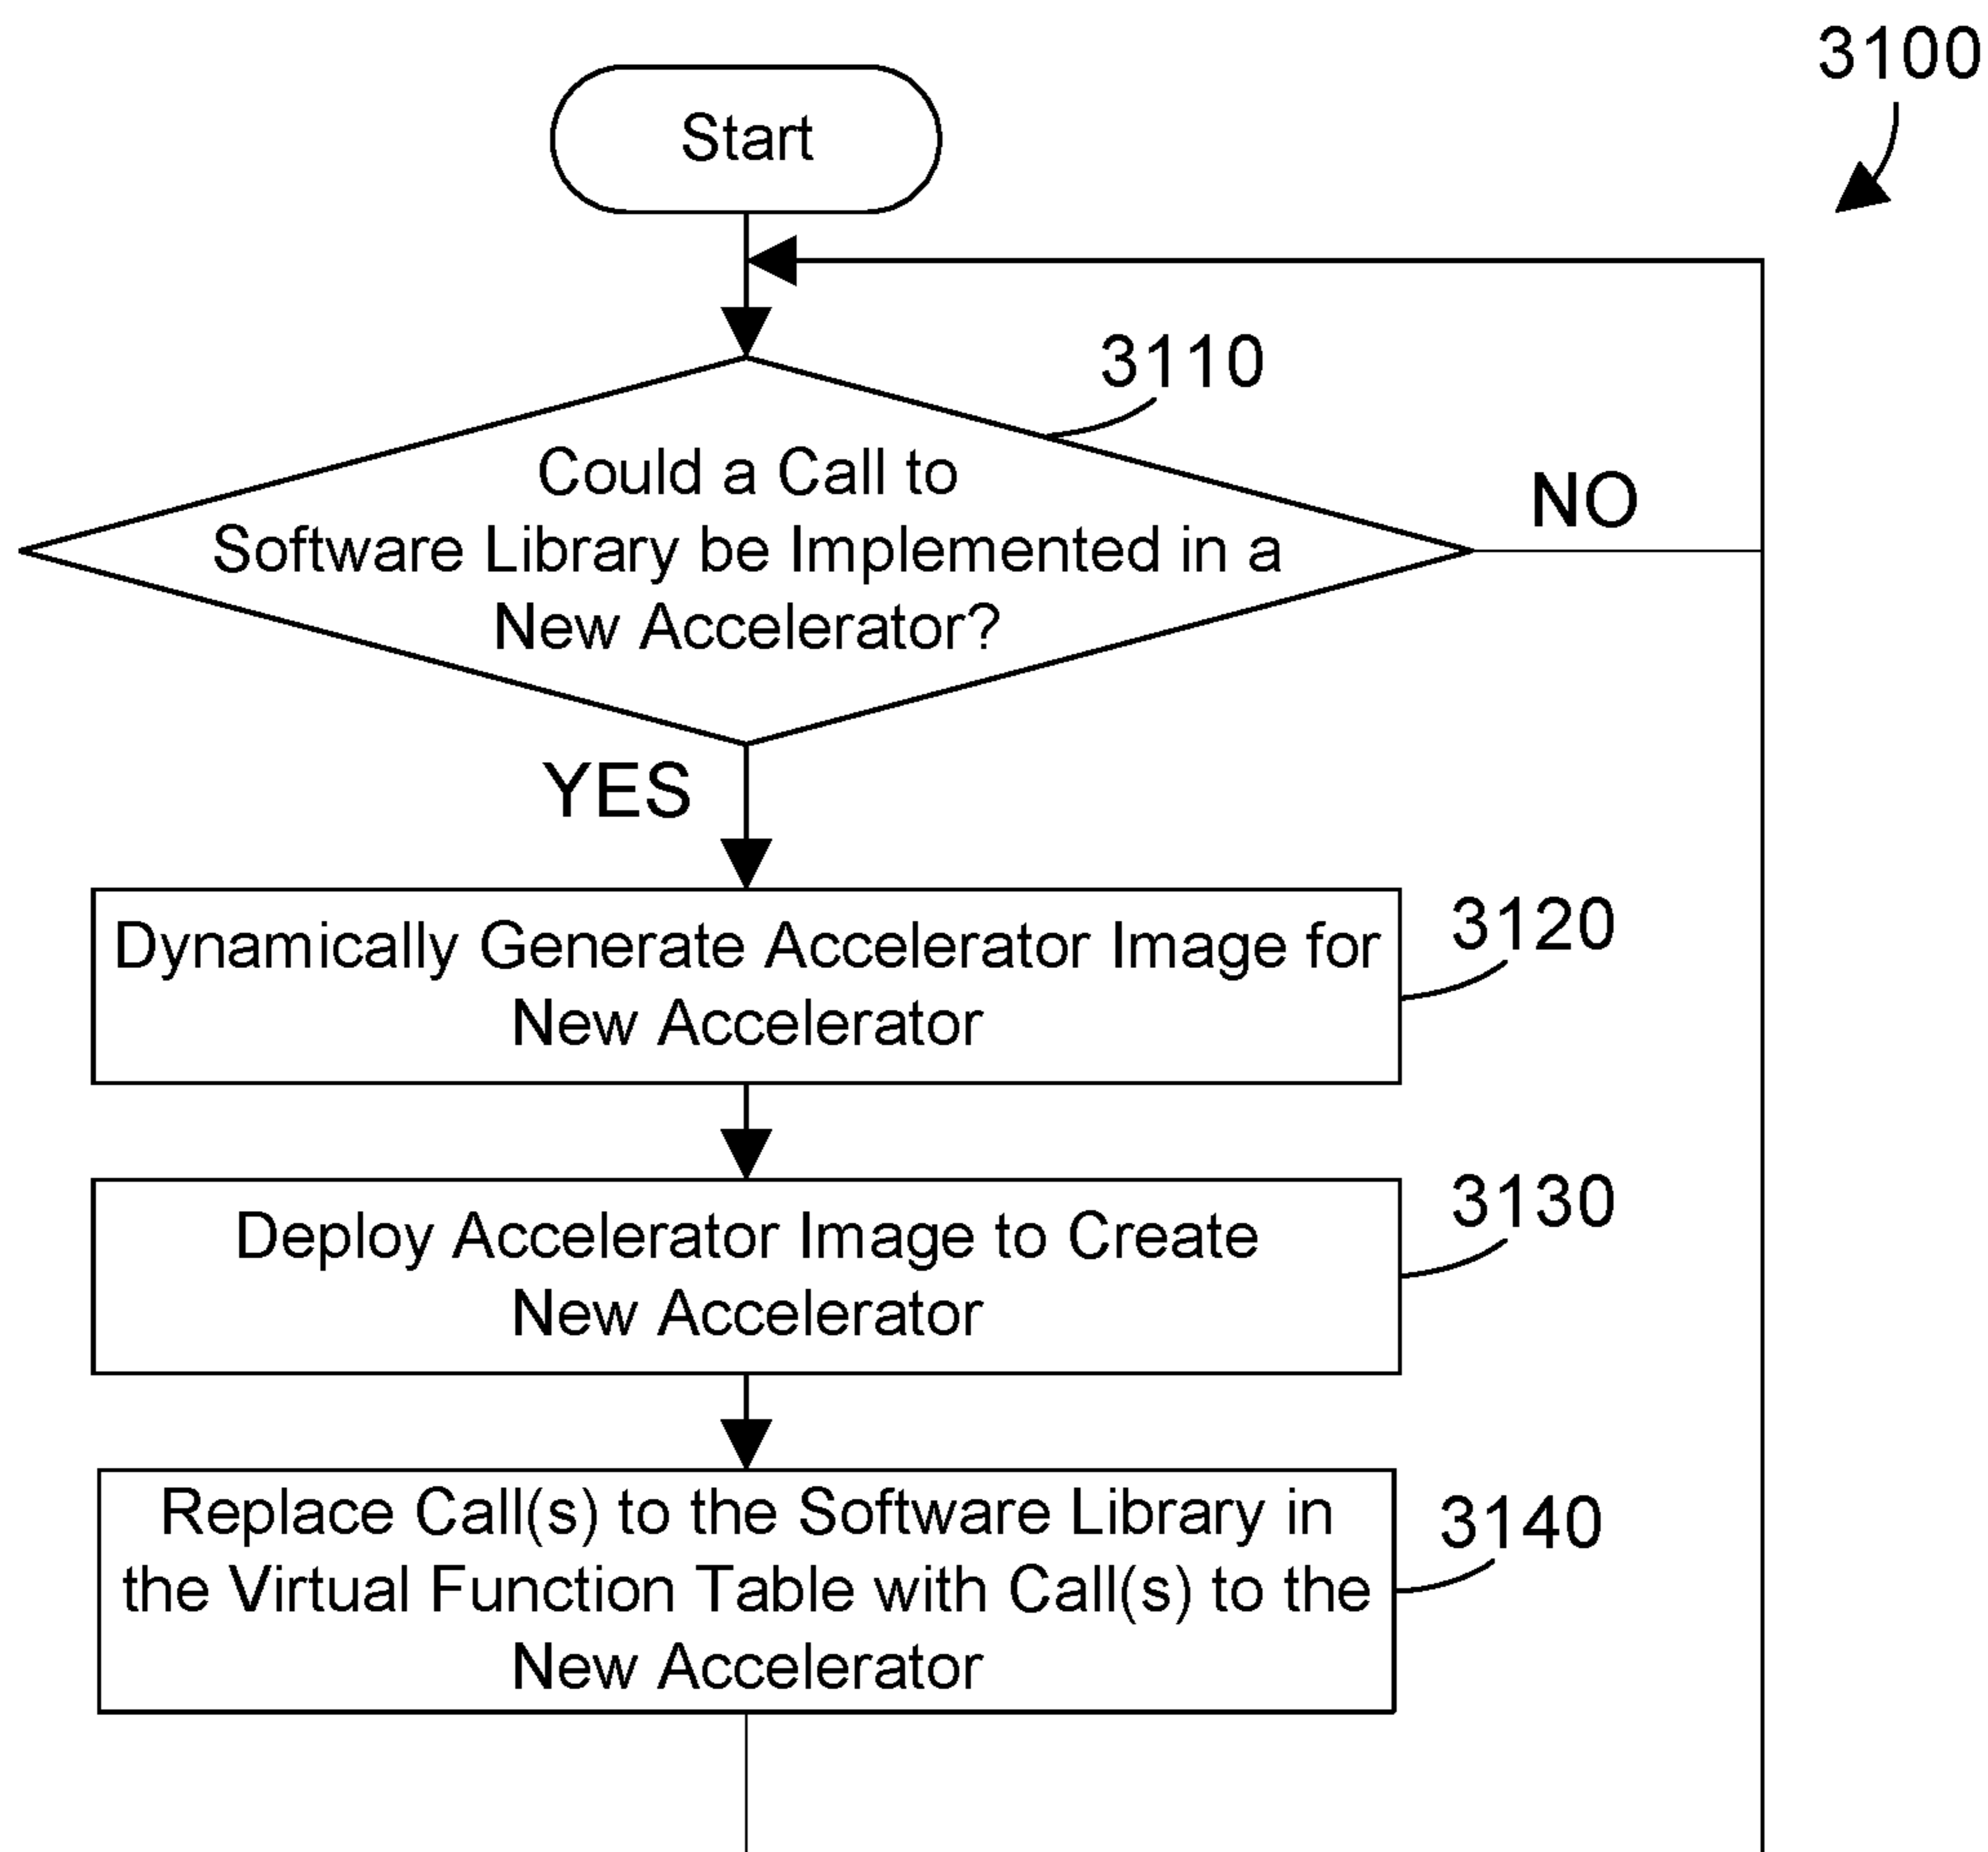 3100
Start
3110
Could a Call to
Software Library be Implemented in a
New Accelerator?
NO
YES
Dynamically Generate Accelerator Image for
New Accelerator
3120
Deploy Accelerator Image to Create
New Accelerator
3130
Replace Call(s) to the Software Library in
the Virtual Function Table with Call(s) to the
New Accelerator
3140